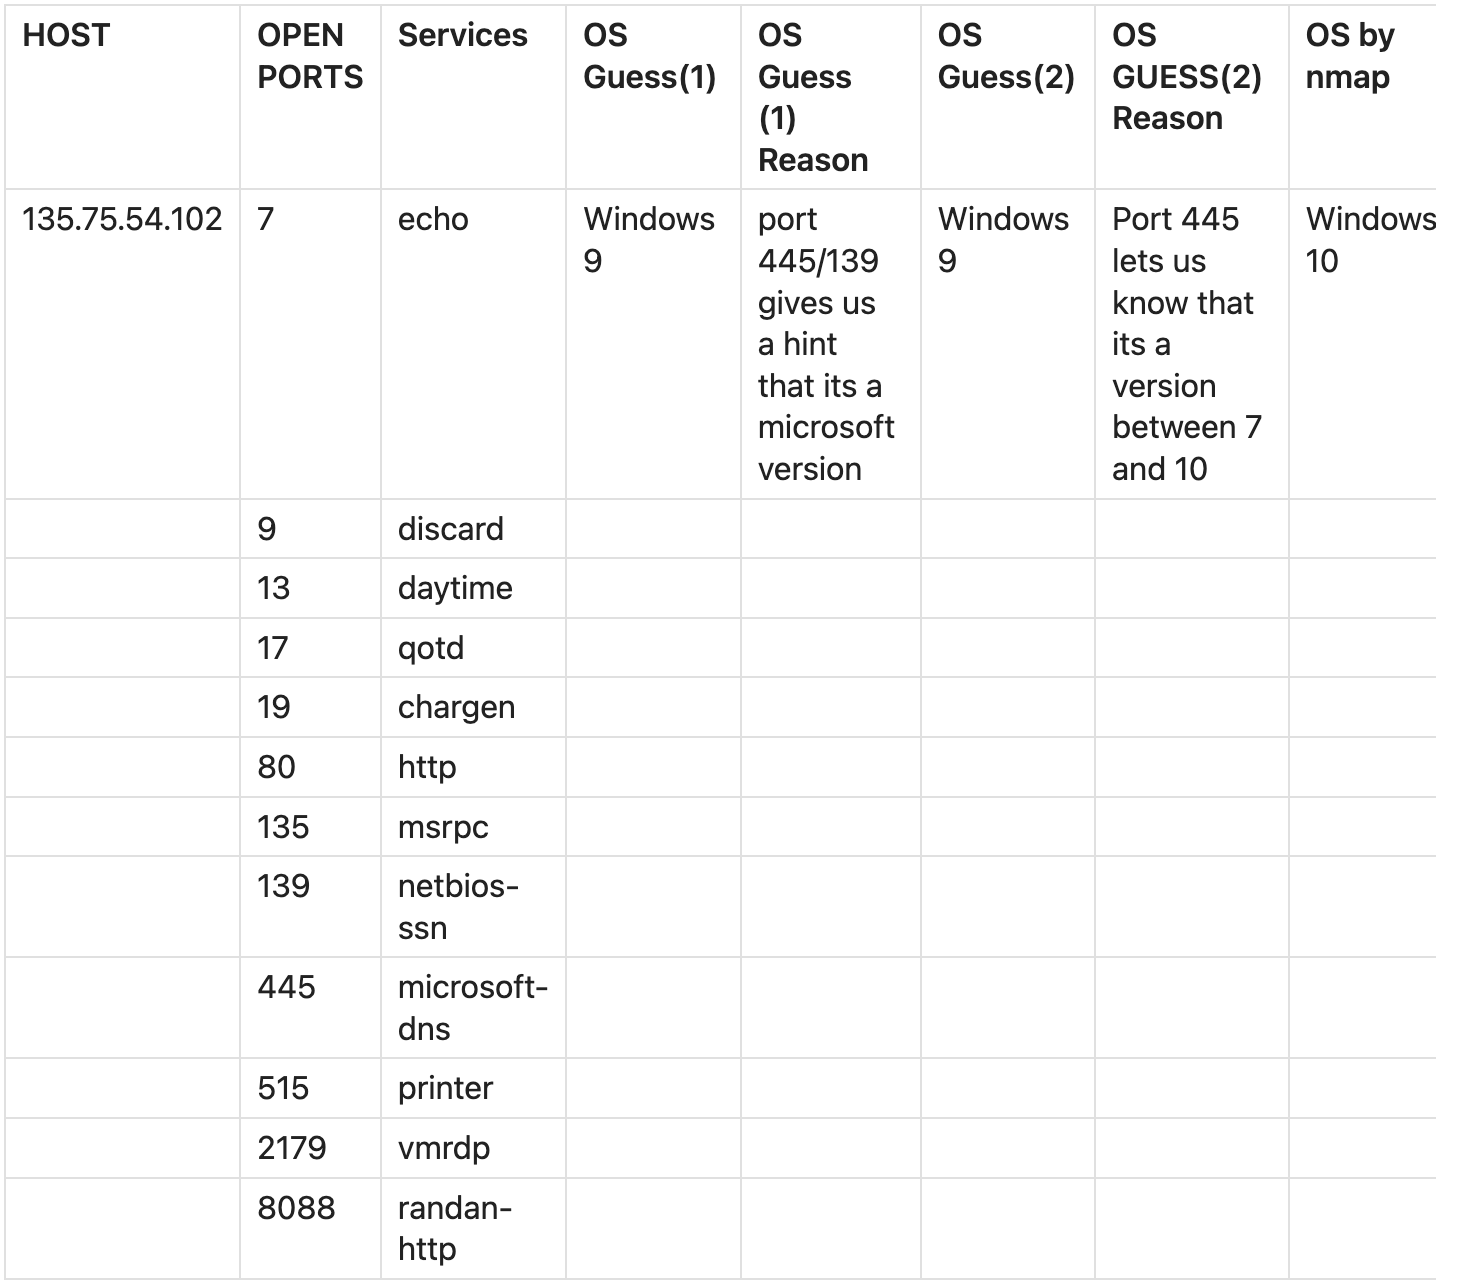 HOST
OPEN
PORTS
Services
OS
Guess(1)
OS
Guess
(1)
Reason
OS
Guess(2)
OS
GUESS(2)
Reason
OS by
nmap
135.75.54.102
7
echo
Windows
9
port
445/139
gives us
a hint
that its a
microsoft
version
Windows
9
Port 445
lets us
know that
its a
version
between 7
and 10
Windows
10
9
discard
13
daytime
17
qotd
19
chargen
80
http
135
msrpc
139
netbios-
ssn
445
microsoft-
dns
515
printer
2179
vmrdp
8088
randan-
http